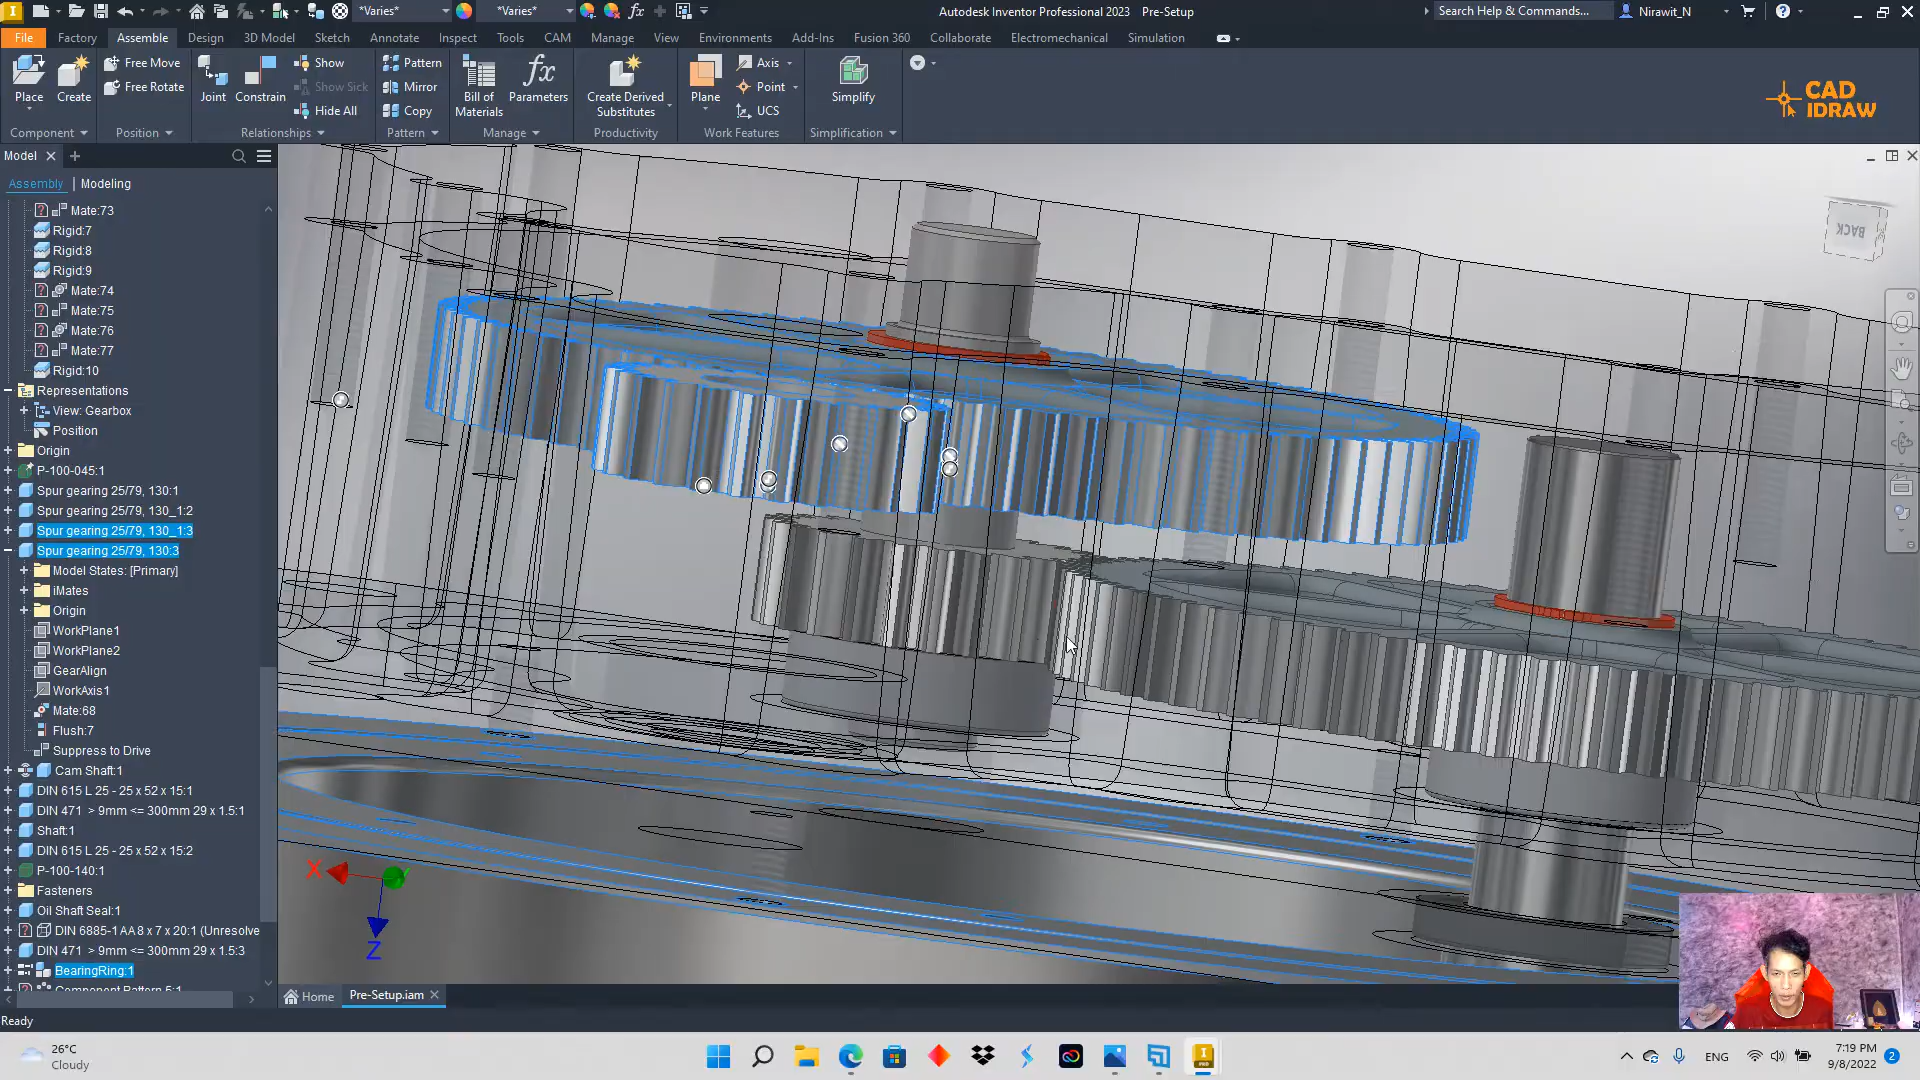 *Varies*
*Varies*
Autodesk Inventor Professional 2023 Pre-Setup
Search Help & Commands...
Nirawit_N
File Factory Assemble Design 3D Model Sketch Annotate Inspect Tools CAM Manage View Environments Add-Ins Fusion 360 Collaborate Electromechanical Simulation
Place
Create
Free Move
Free Rotate
Joint
Constrain
Show
Show Sick
Hide All
Pattern
Mirror
Copy
Bill of
Materials
Parameters
Create Derived
Substitutes
Plane
Axis
Point
UCS
Simplify
CAD
IDRAW
Component Position Relationships Pattern Manage Productivity Work Features Simplification
Model
Assembly | Modeling
Mate:73
Rigid:7
Rigid:8
Rigid:9
Mate:74
Mate:75
Mate:76
Mate:77
Rigid:10
Representations
View: Gearbox
Position
Origin
P-100-045:1
Spur gearing 25/79, 130:1
Spur gearing 25/79, 130_1:2
Spur gearing 25/79, 130_1:3
Spur gearing 25/79, 130:3
Model States: [Primary]
iMates
Origin
WorkPlane1
WorkPlane2
GearAlign
WorkAxis1
Mate:68
Flush:7
Suppress to Drive
Cam Shaft:1
DIN 615 L 25 - 25 x 52 x 15:1
DIN 471 > 9mm <= 300mm 29 x 1.5:1
Shaft:1
DIN 615 L 25 - 25 x 52 x 15:2
P-100-140:1
Fasteners
Oil Shaft Seal:1
DIN 6885-1 AA 8 x 7 x 20:1 (Unresolve
DIN 471 > 9mm <= 300mm 29 x 1.5:3
BearingRing:1
Component Pattern 5:1
BACK
X
Z
Home
Pre-Setup.iam
Ready
26°C
Cloudy
ENG
7:19 PM
9/8/2022
2